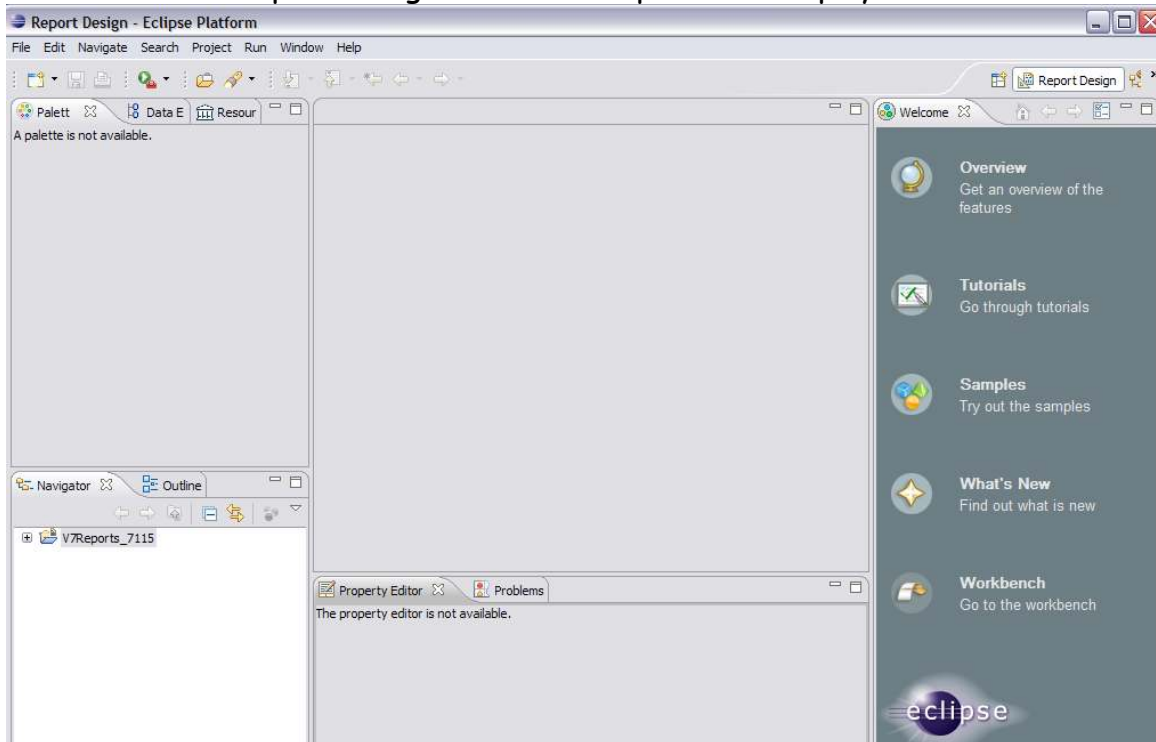 Report Design - Eclipse Platform
File Edit Navigate Search Project Run Window Help
Report Design
Palett
Data E
Resour
A palette is not available.
Welcome
Overview
Get an overview of the
features
Tutorials
Go through tutorials
Samples
Try out the samples
What's New
Find out what is new
Workbench
Go to the workbench
eclipse
Navigator
Outline
V7Reports_7115
Property Editor
Problems
The property editor is not available.